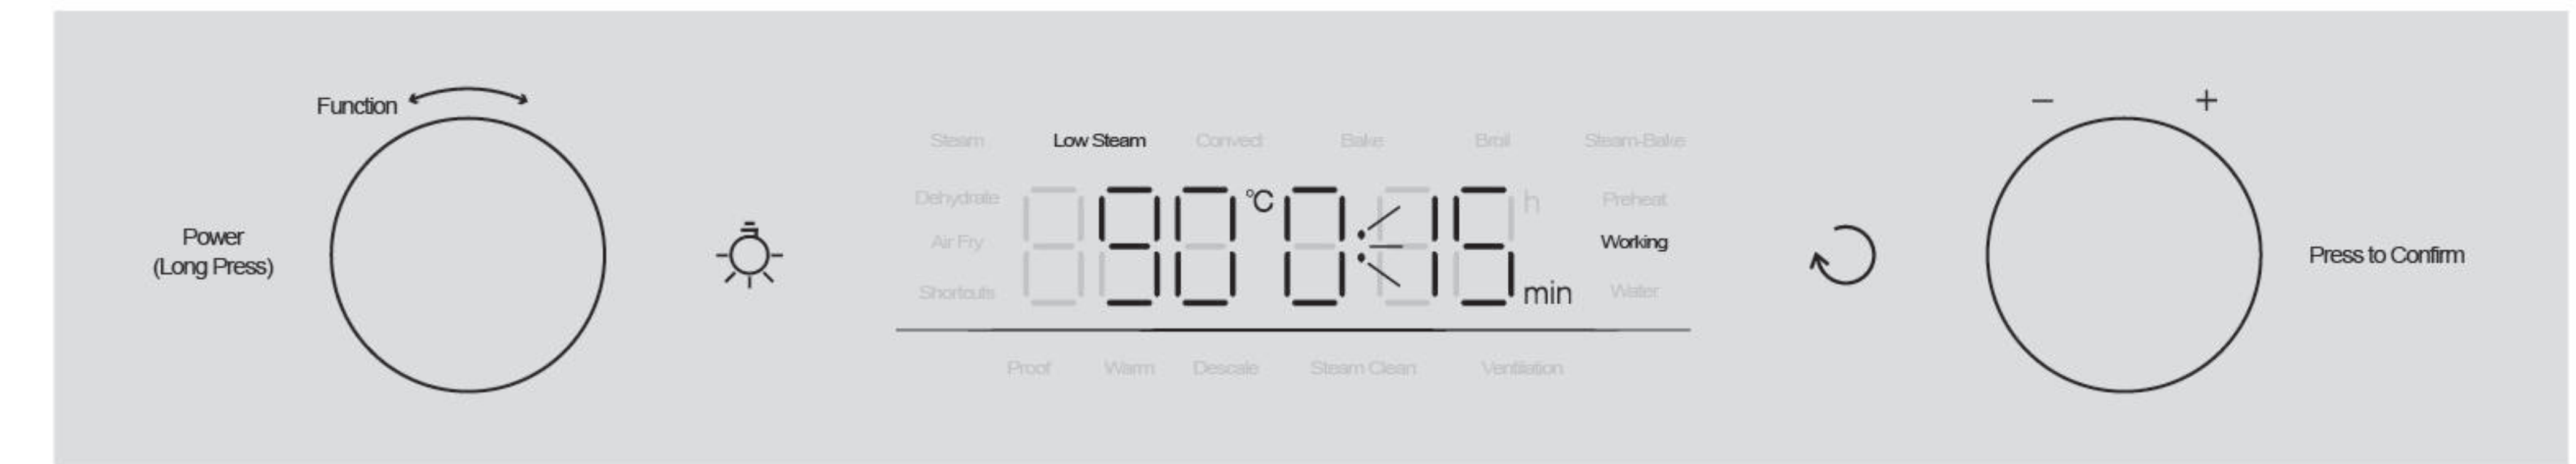 Function
Power
(Long Press)
Steam Low Steam Convect Bake Broil Steam-Bake
Dehydrate
Air Fry
Shortcuts
90 °C 0:15 h
min
Preheat
Working
Water
Proof Warm Descale Steam Clean Ventilation
− +
Press to Confirm